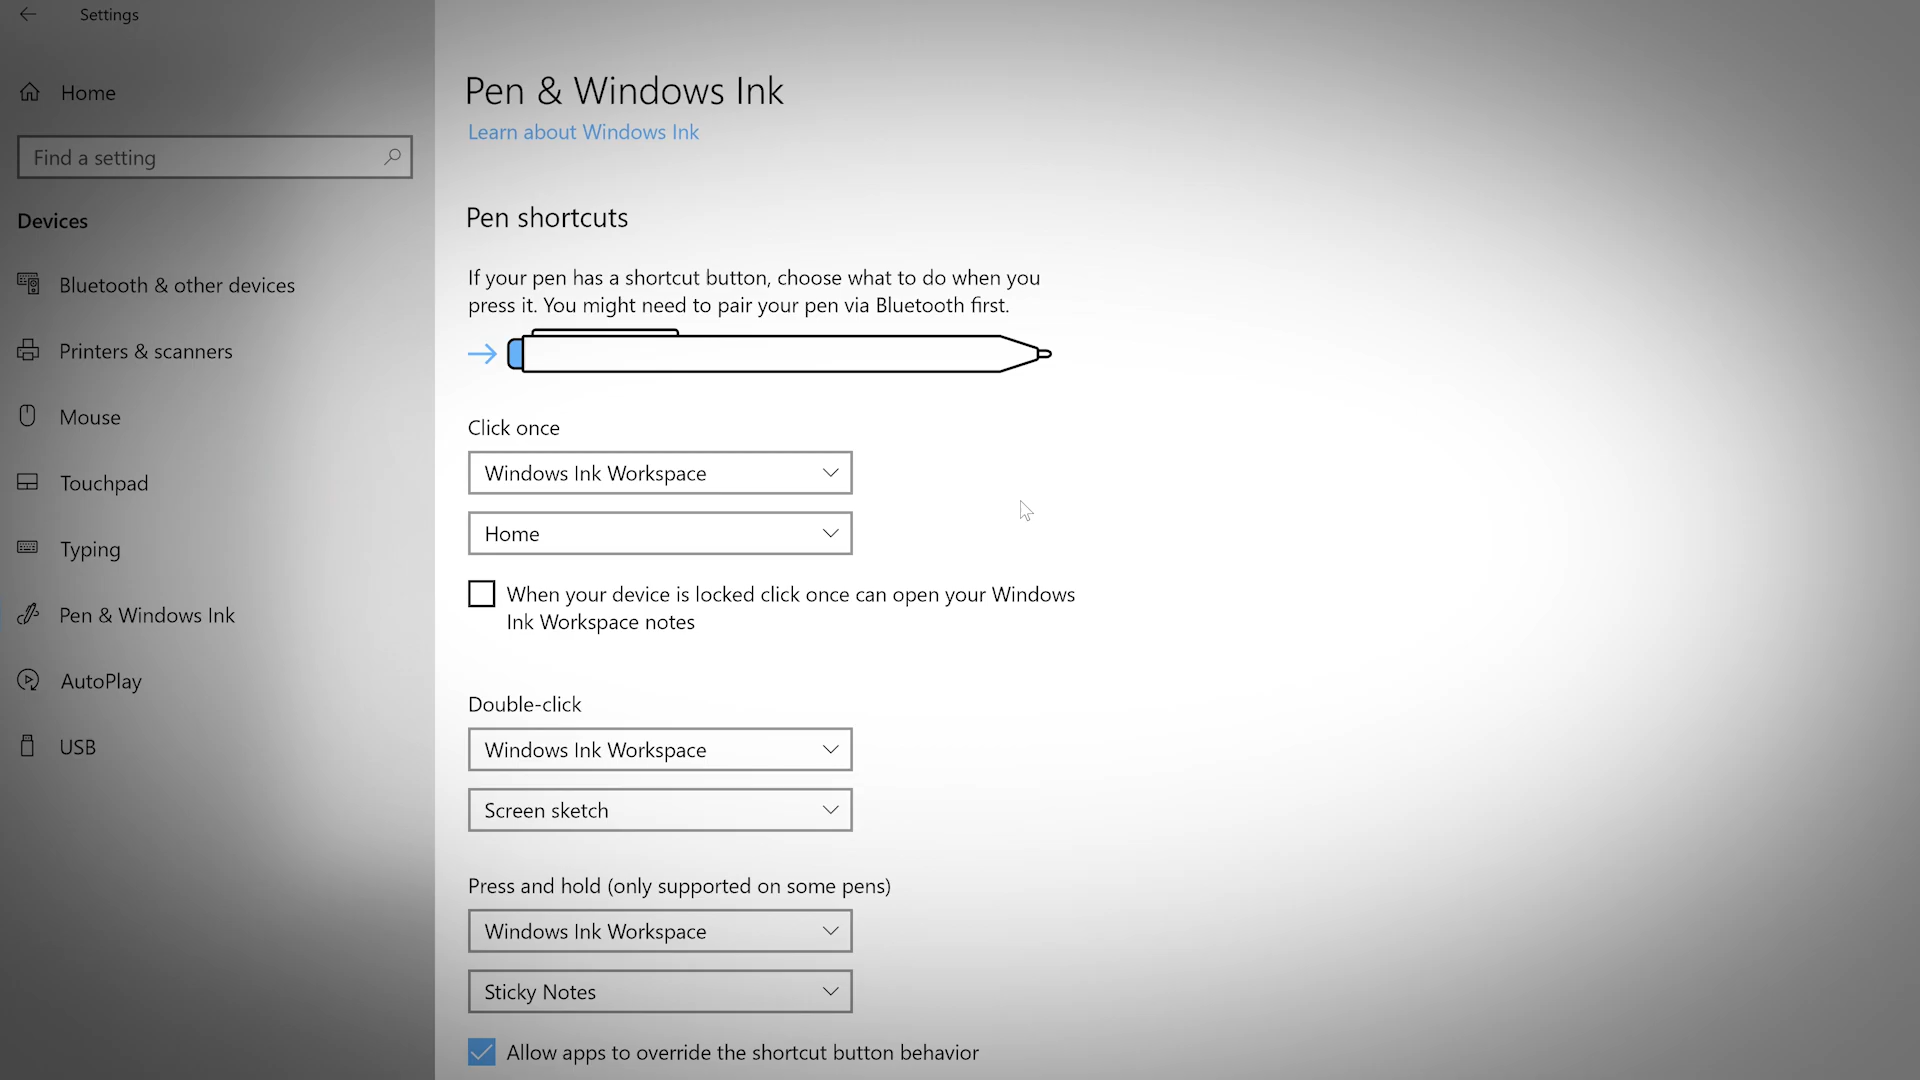 Settings
Home
Find a setting
Devices
Bluetooth & other devices
Printers & scanners
Mouse
Touchpad
Typing
Pen & Windows Ink
AutoPlay
USB
Pen & Windows Ink
Learn about Windows Ink
Pen shortcuts
If your pen has a shortcut button, choose what to do when you
press it. You might need to pair your pen via Bluetooth first.
Click once
Windows Ink Workspace
Home
When your device is locked click once can open your Windows
Ink Workspace notes
Double-click
Windows Ink Workspace
Screen sketch
Press and hold (only supported on some pens)
Windows Ink Workspace
Sticky Notes
Allow apps to override the shortcut button behavior